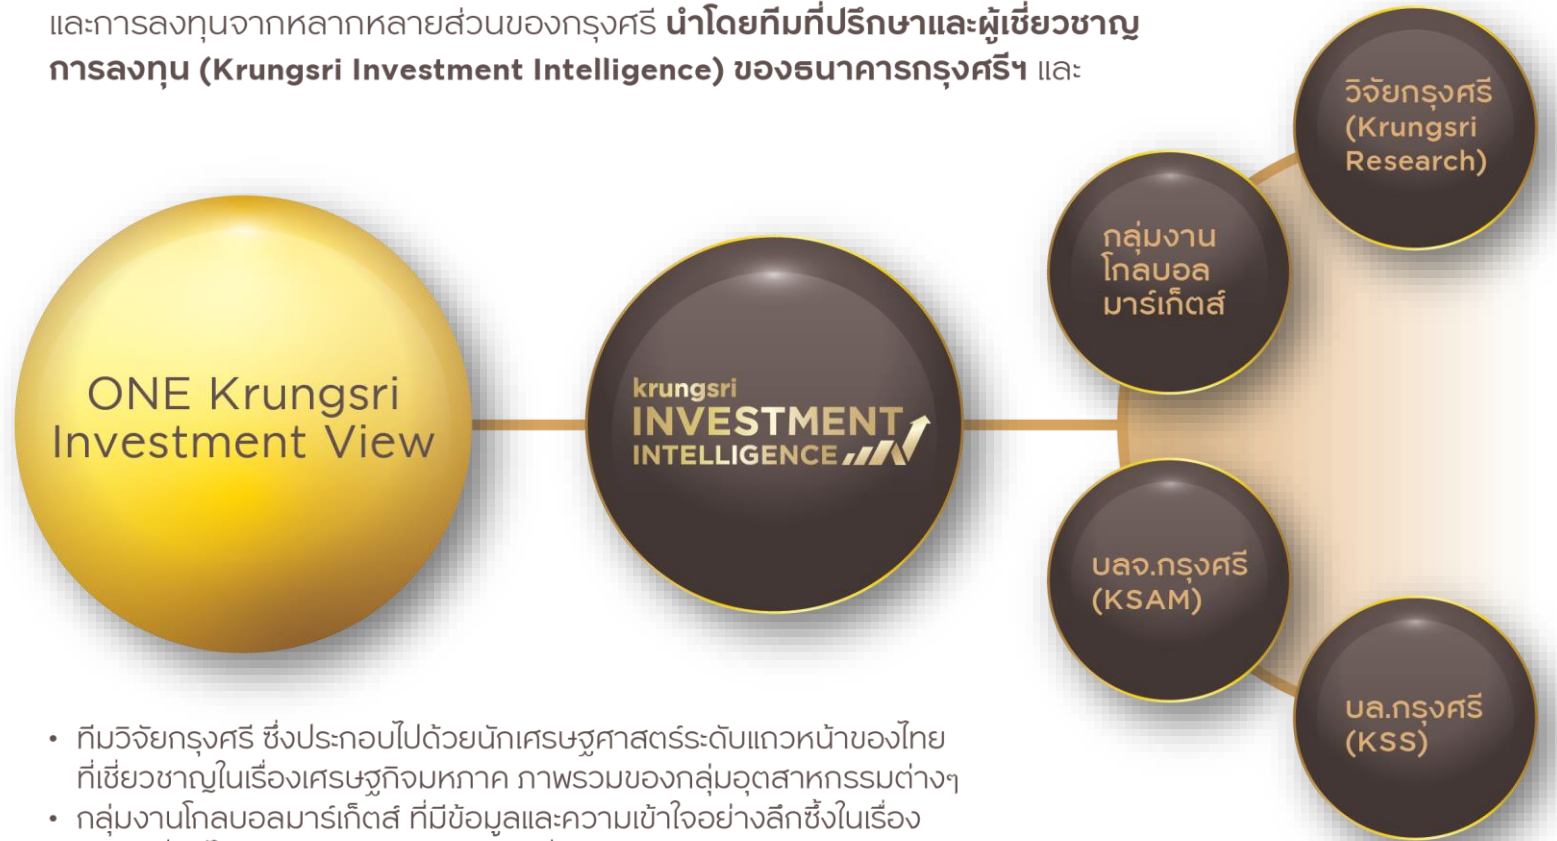 และการลงทุนจากหลากหลายส่วนของกรุงศรี นำโดยทีมที่ปรึกษาและผู้เชี่ยวชาญ
การลงทุน (Krungsri Investment Intelligence) ของธนาคารกรุงศรีฯ และ
วิจัยกรุงศรี
(Krungsri
Research)
กลุ่มงาน
โกลบอล
มาร์เก็ตส์
ONE Krungsri
Investment View
krungsri
INVESTMENT
INTELLIGENCE
บลจ.กรุงศรี
(KSAM)
บล.กรุงศรี
(KSS)
• ทีมวิจัยกรุงศรี ซึ่งประกอบไปด้วยนักเศรษฐศาสตร์ระดับแถวหน้าของไทย
ที่เชี่ยวชาญในเรื่องเศรษฐกิจมหภาค ภาพรวมของกลุ่มอุตสาหกรรมต่างๆ
• กลุ่มงานโกลบอลมาร์เก็ตส์ ที่มีข้อมูลและความเข้าใจอย่างลึกซึ้งในเรื่อง